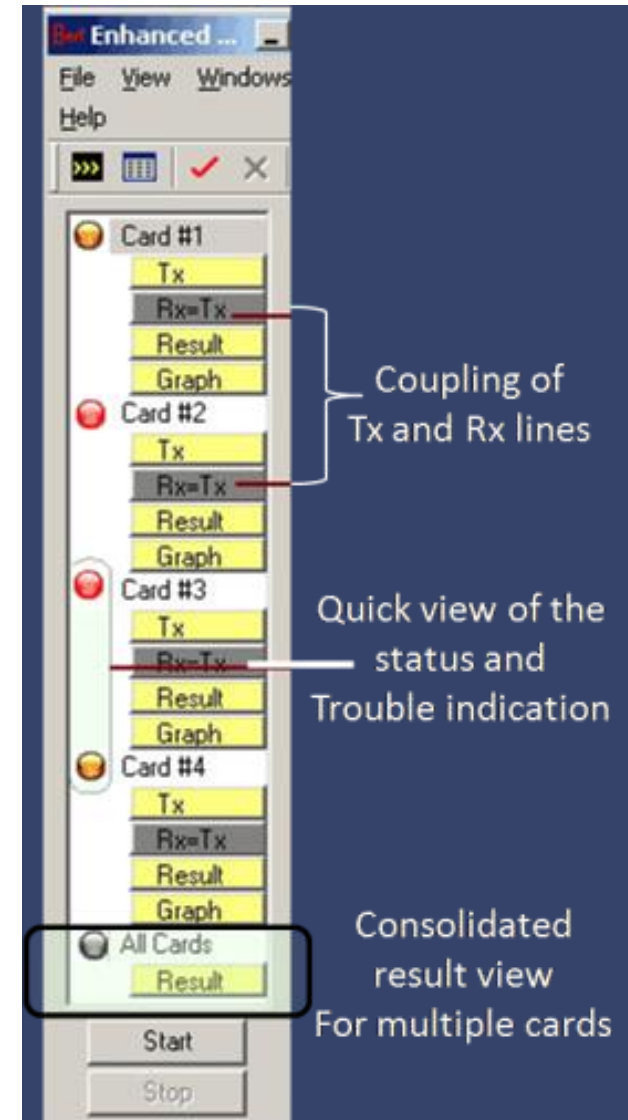 Bert Enhanced ...
File View Windows
Help
>>>
Card #1
Tx
Rx=Tx
Result
Graph
Coupling of
Tx and Rx lines
Card #2
Tx
Rx=Tx
Result
Graph
Card #3
Tx
Rx=Tx
Result
Graph
Quick view of the
status and
Trouble indication
Card #4
Tx
Rx=Tx
Result
Graph
All Cards
Result
Consolidated
result view
For multiple cards
Start
Stop